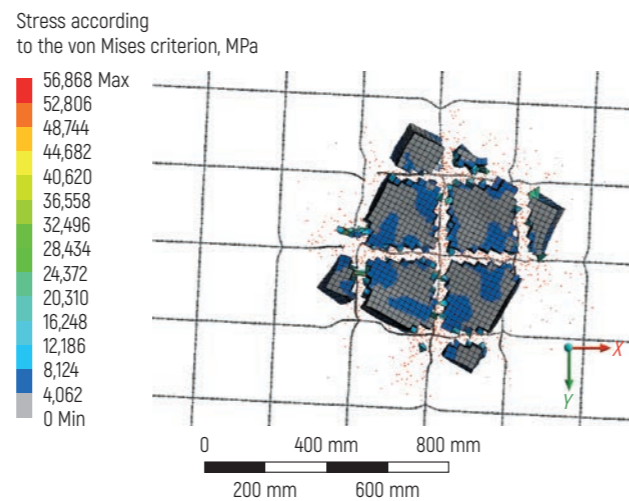 Stress according
to the von Mises criterion, MPa
56,868 Max
52,806
48,744
44,682
40,620
36,558
32,496
28,434
24,372
20,310
16,248
12,186
8,124
4,062
0 Min
X
Y
0 400 mm 800 mm
200 mm 600 mm